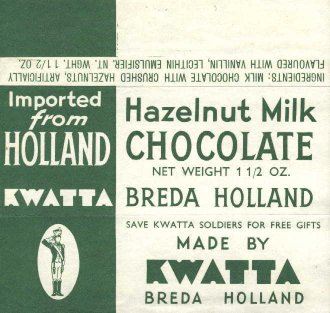 INGREDIENTS: MILK CHOCOLATE WITH CRUSHED HAZELNUTS, ARTIFICIALLY
FLAVOURED WITH VANILLIN, LECITHIN EMULSIFIER. NT. WGHT. 1 1/2 OZ.
Imported
from
HOLLAND
KWATTA
Hazelnut Milk
CHOCOLATE
NET WEIGHT 1 1/2 OZ.
BREDA HOLLAND
SAVE KWATTA SOLDIERS FOR FREE GIFTS
MADE BY
KWATTA
BREDA HOLLAND